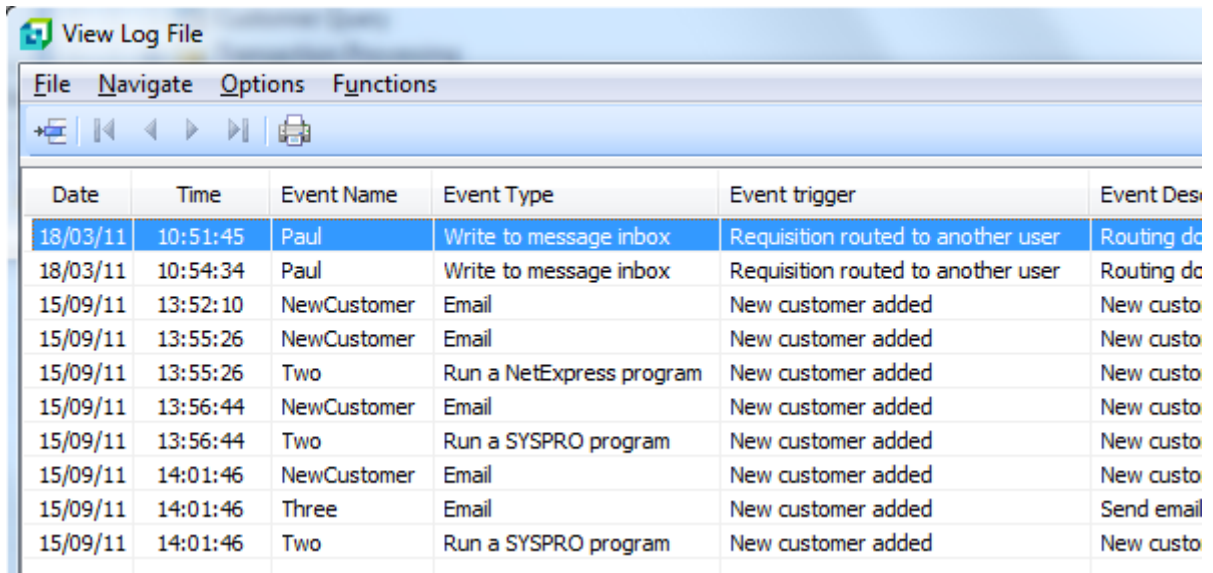 View Log File
File Navigate Options Functions
Date Time Event Name Event Type Event trigger Event Des
18/03/11 10:51:45 Paul Write to message inbox Requisition routed to another user Routing do
18/03/11 10:54:34 Paul Write to message inbox Requisition routed to another user Routing do
15/09/11 13:52:10 NewCustomer Email New customer added New custo
15/09/11 13:55:26 NewCustomer Email New customer added New custo
15/09/11 13:55:26 Two Run a NetExpress program New customer added New custo
15/09/11 13:56:44 NewCustomer Email New customer added New custo
15/09/11 13:56:44 Two Run a SYSPRO program New customer added New custo
15/09/11 14:01:46 NewCustomer Email New customer added New custo
15/09/11 14:01:46 Three Email New customer added Send email
15/09/11 14:01:46 Two Run a SYSPRO program New customer added New custo